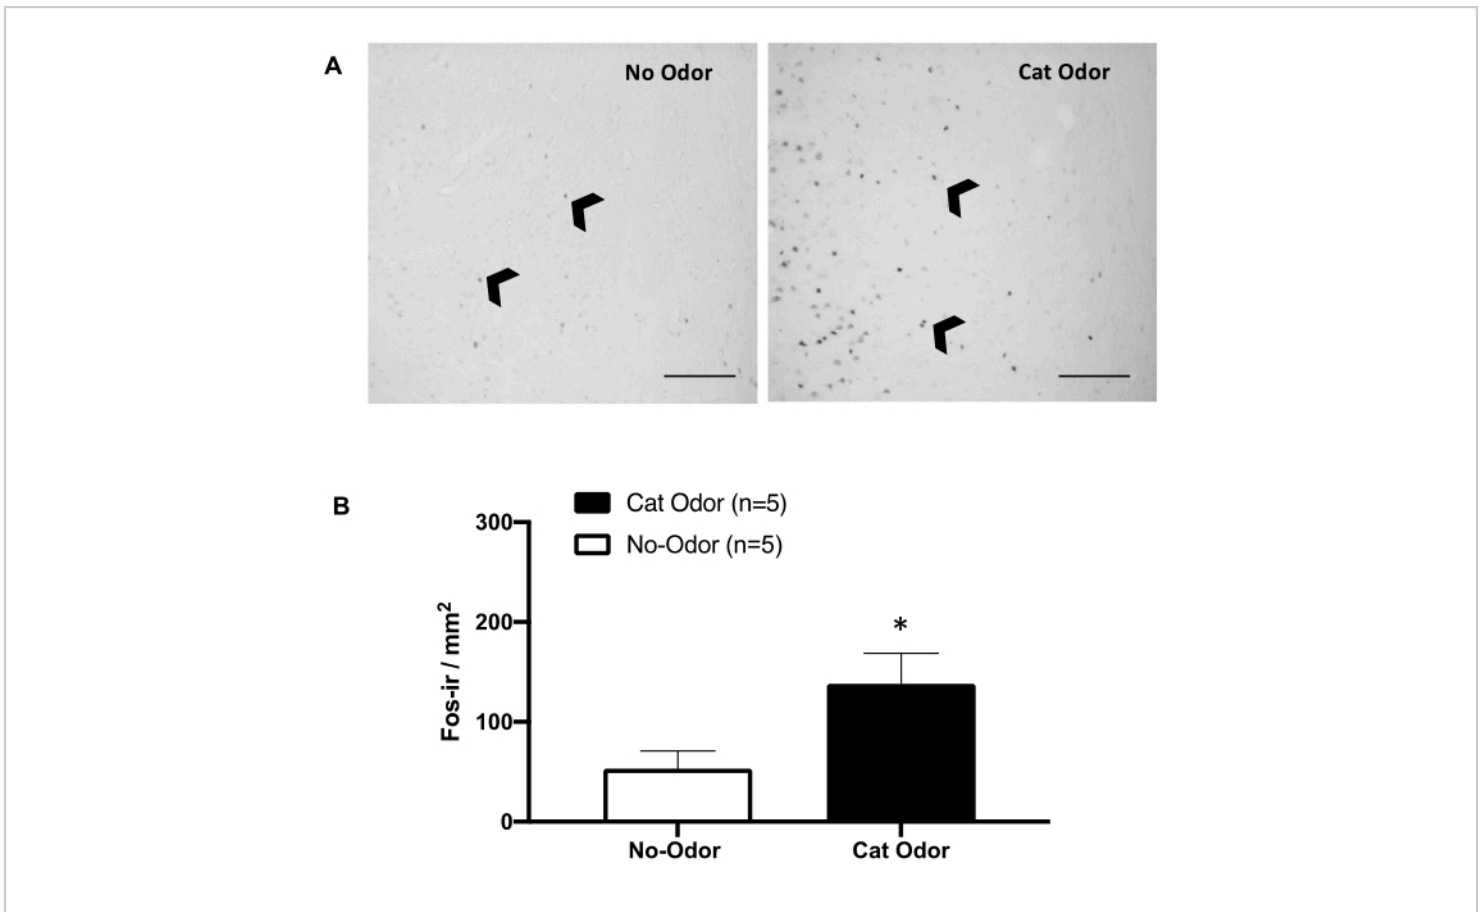 A
No Odor
Cat Odor
B
Cat Odor (n=5)
No-Odor (n=5)
300
200
100
0
Fos-ir / mm²
*
No-Odor
Cat Odor